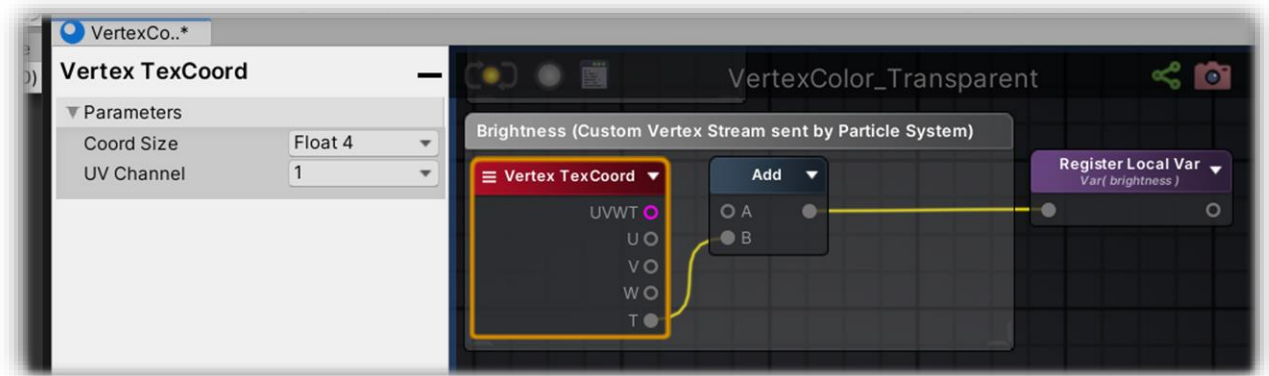 VertexCo..*
Vertex TexCoord
Parameters
Coord Size Float 4
UV Channel 1
VertexColor_Transparent
Brightness (Custom Vertex Stream sent by Particle System)
Vertex TexCoord
UVWT
U
V
W
T
Add
A
B
Register Local Var
Var( brightness )